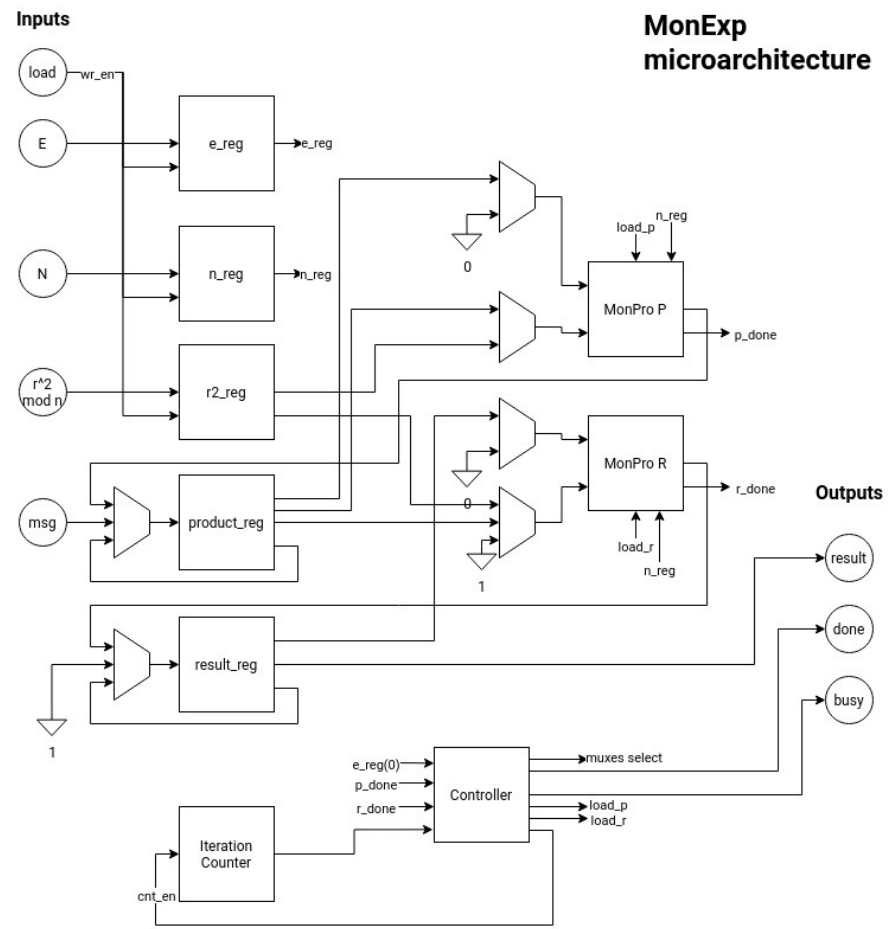 Inputs
MonExp
microarchitecture
load
wr_en
E
e_reg
e_reg
N
n_reg
n_reg
0
load_p
n_reg
MonPro P
p_done
r^2
mod n
r2_reg
MonPro R
r_done
0
msg
product_reg
1
load_r
n_reg
Outputs
result
done
busy
result_reg
1
e_reg(0)
p_done
r_done
Controller
muxes select
load_p
load_r
Iteration
Counter
cnt_en